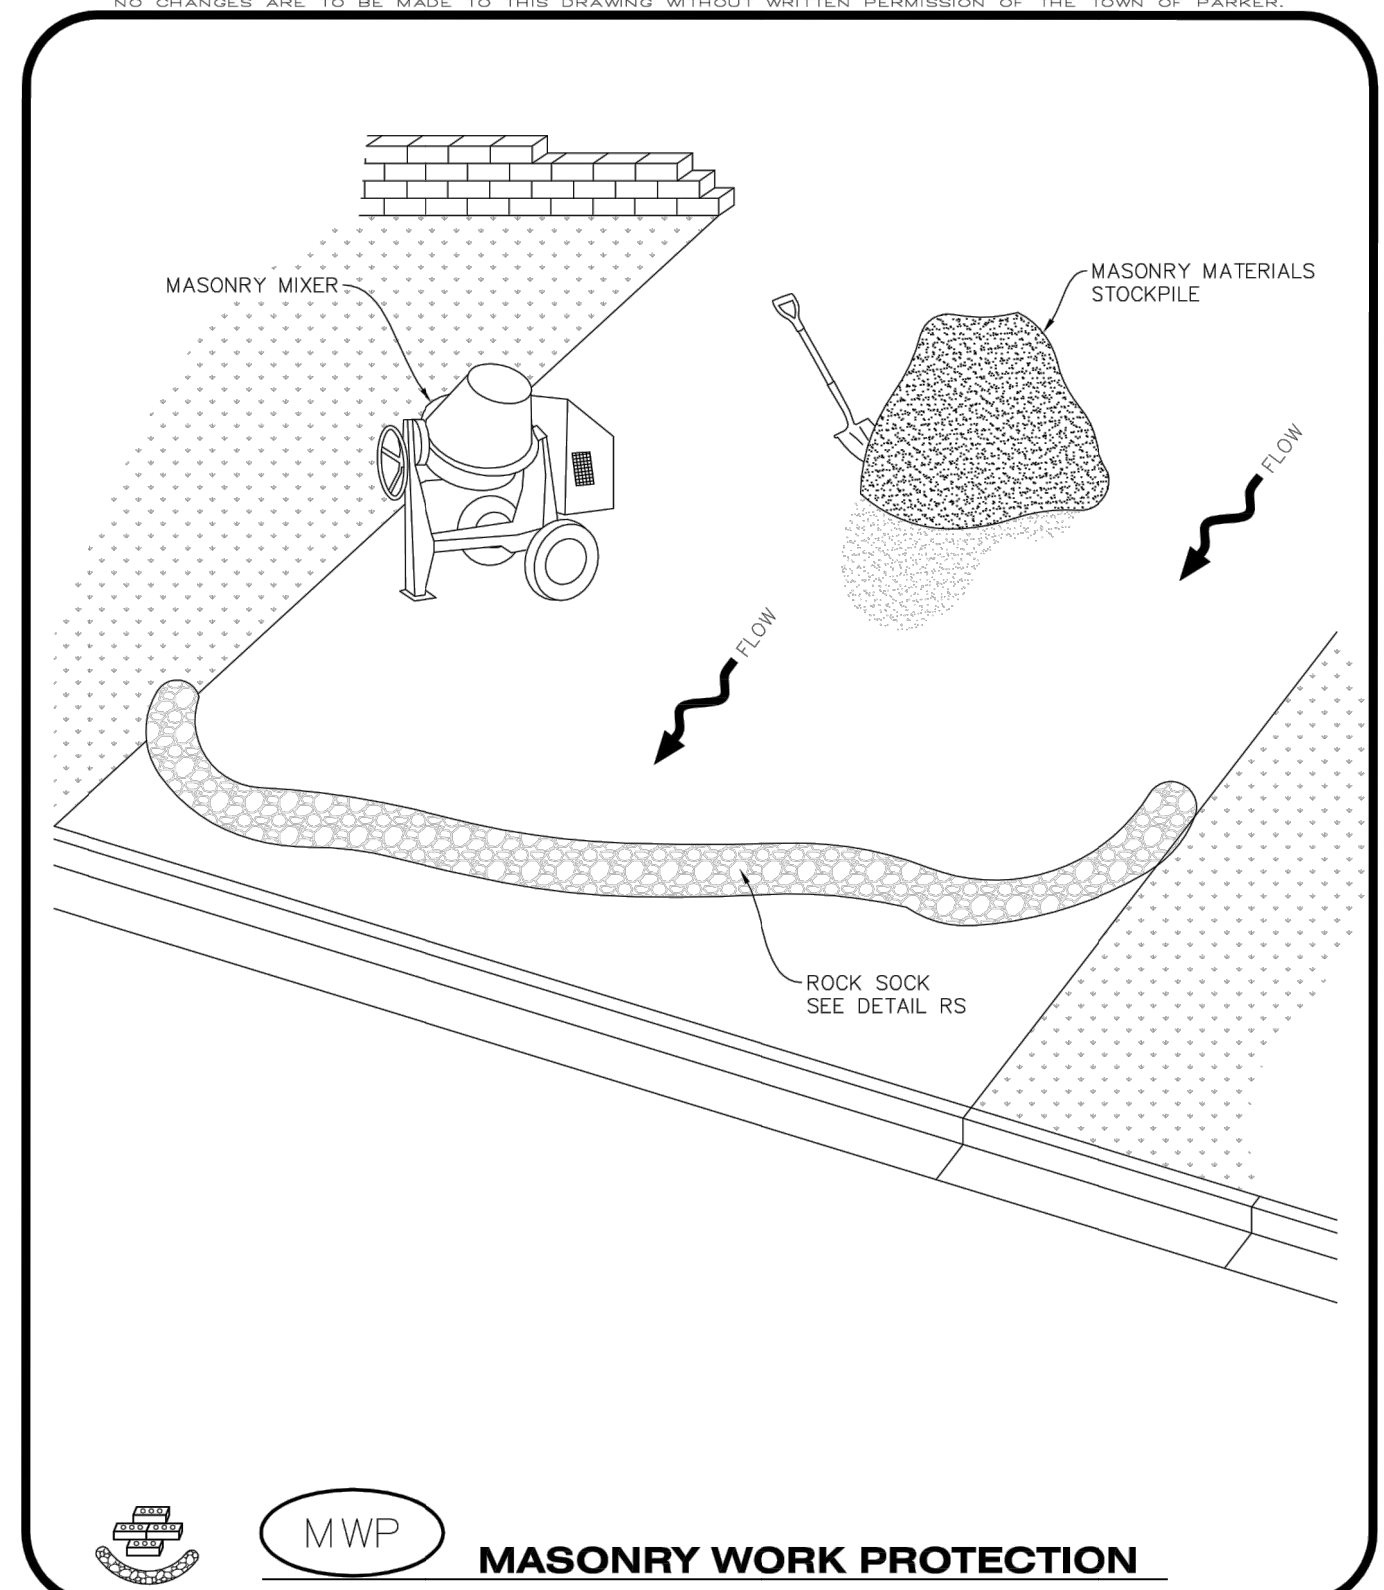 NO CHANGES ARE TO BE MADE TO THIS DRAWING WITHOUT WRITTEN PERMISSION OF THE TOWN OF PARKER.
MASONRY MIXER
MASONRY MATERIALS
STOCKPILE
FLOW
FLOW
ROCK SOCK
SEE DETAIL RS
MWP
MASONRY WORK PROTECTION